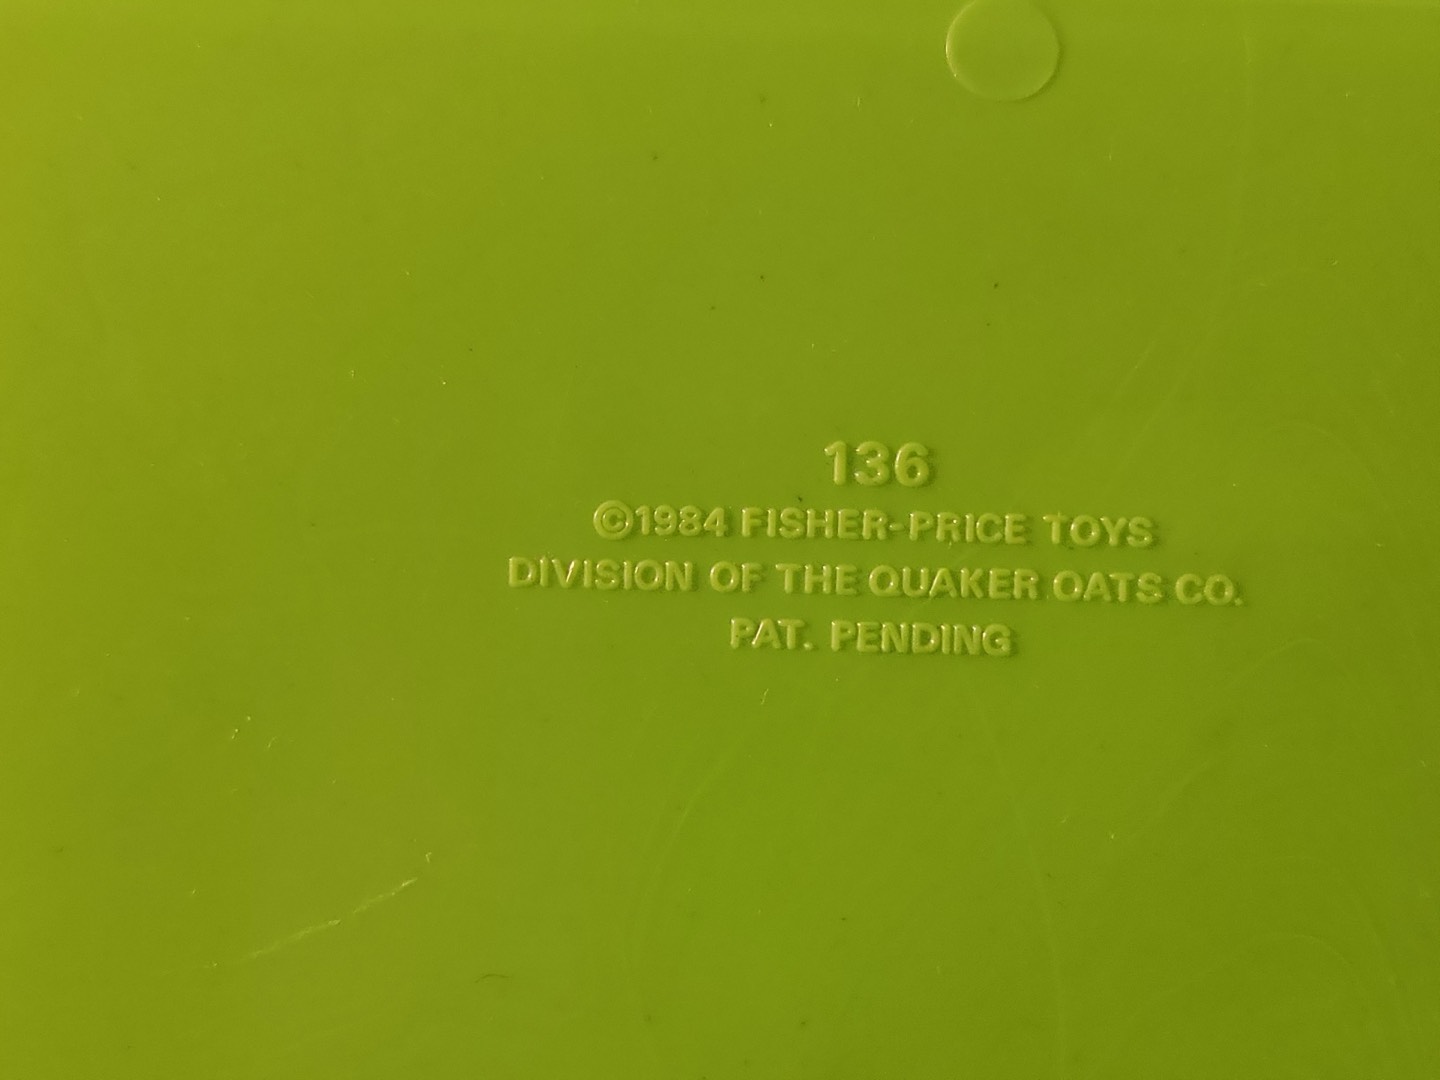 136
©1984 FISHER-PRICE TOYS
DIVISION OF THE QUAKER OATS CO.
PAT. PENDING